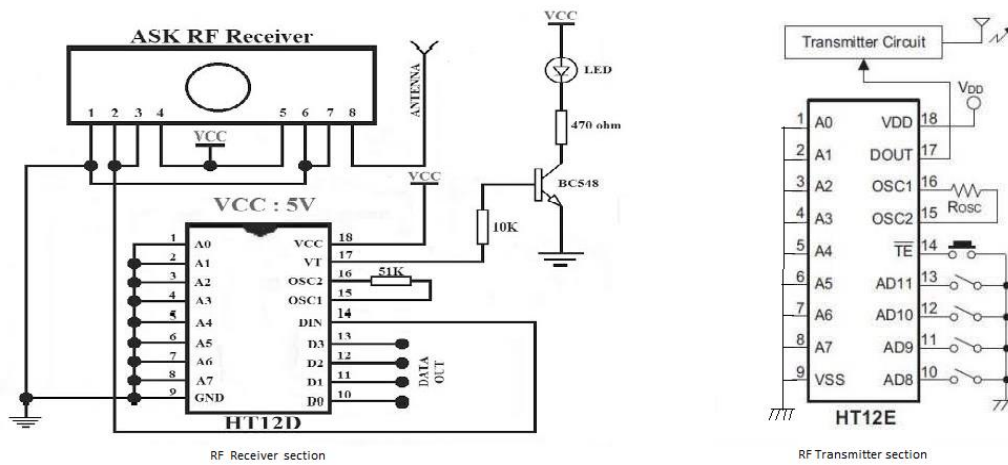 ASK RF Receiver
1 2 3 4 5 6 7 8
VCC
ANTENNA
VCC
LED
470 ohm
BC548
10K
VCC
VCC : 5V
1 A0 VCC 18
2 A1 VT 17
3 A2 OSC2 16 51K
4 A3 OSC1 15
5 A4 DIN 14
6 A5 D3 13
7 A6 D2 12
8 A7 D1 11
9 GND D0 10
DATA
OUT
HT12D
RF Receiver section
Transmitter Circuit
VDD
1 A0 VDD 18
2 A1 DOUT 17
3 A2 OSC1 16
4 A3 OSC2 15
ROSC
5 A4 TE 14
6 A5 AD11 13
7 A6 AD10 12
8 A7 AD9 11
9 VSS AD8 10
HT12E
RF Transmitter section